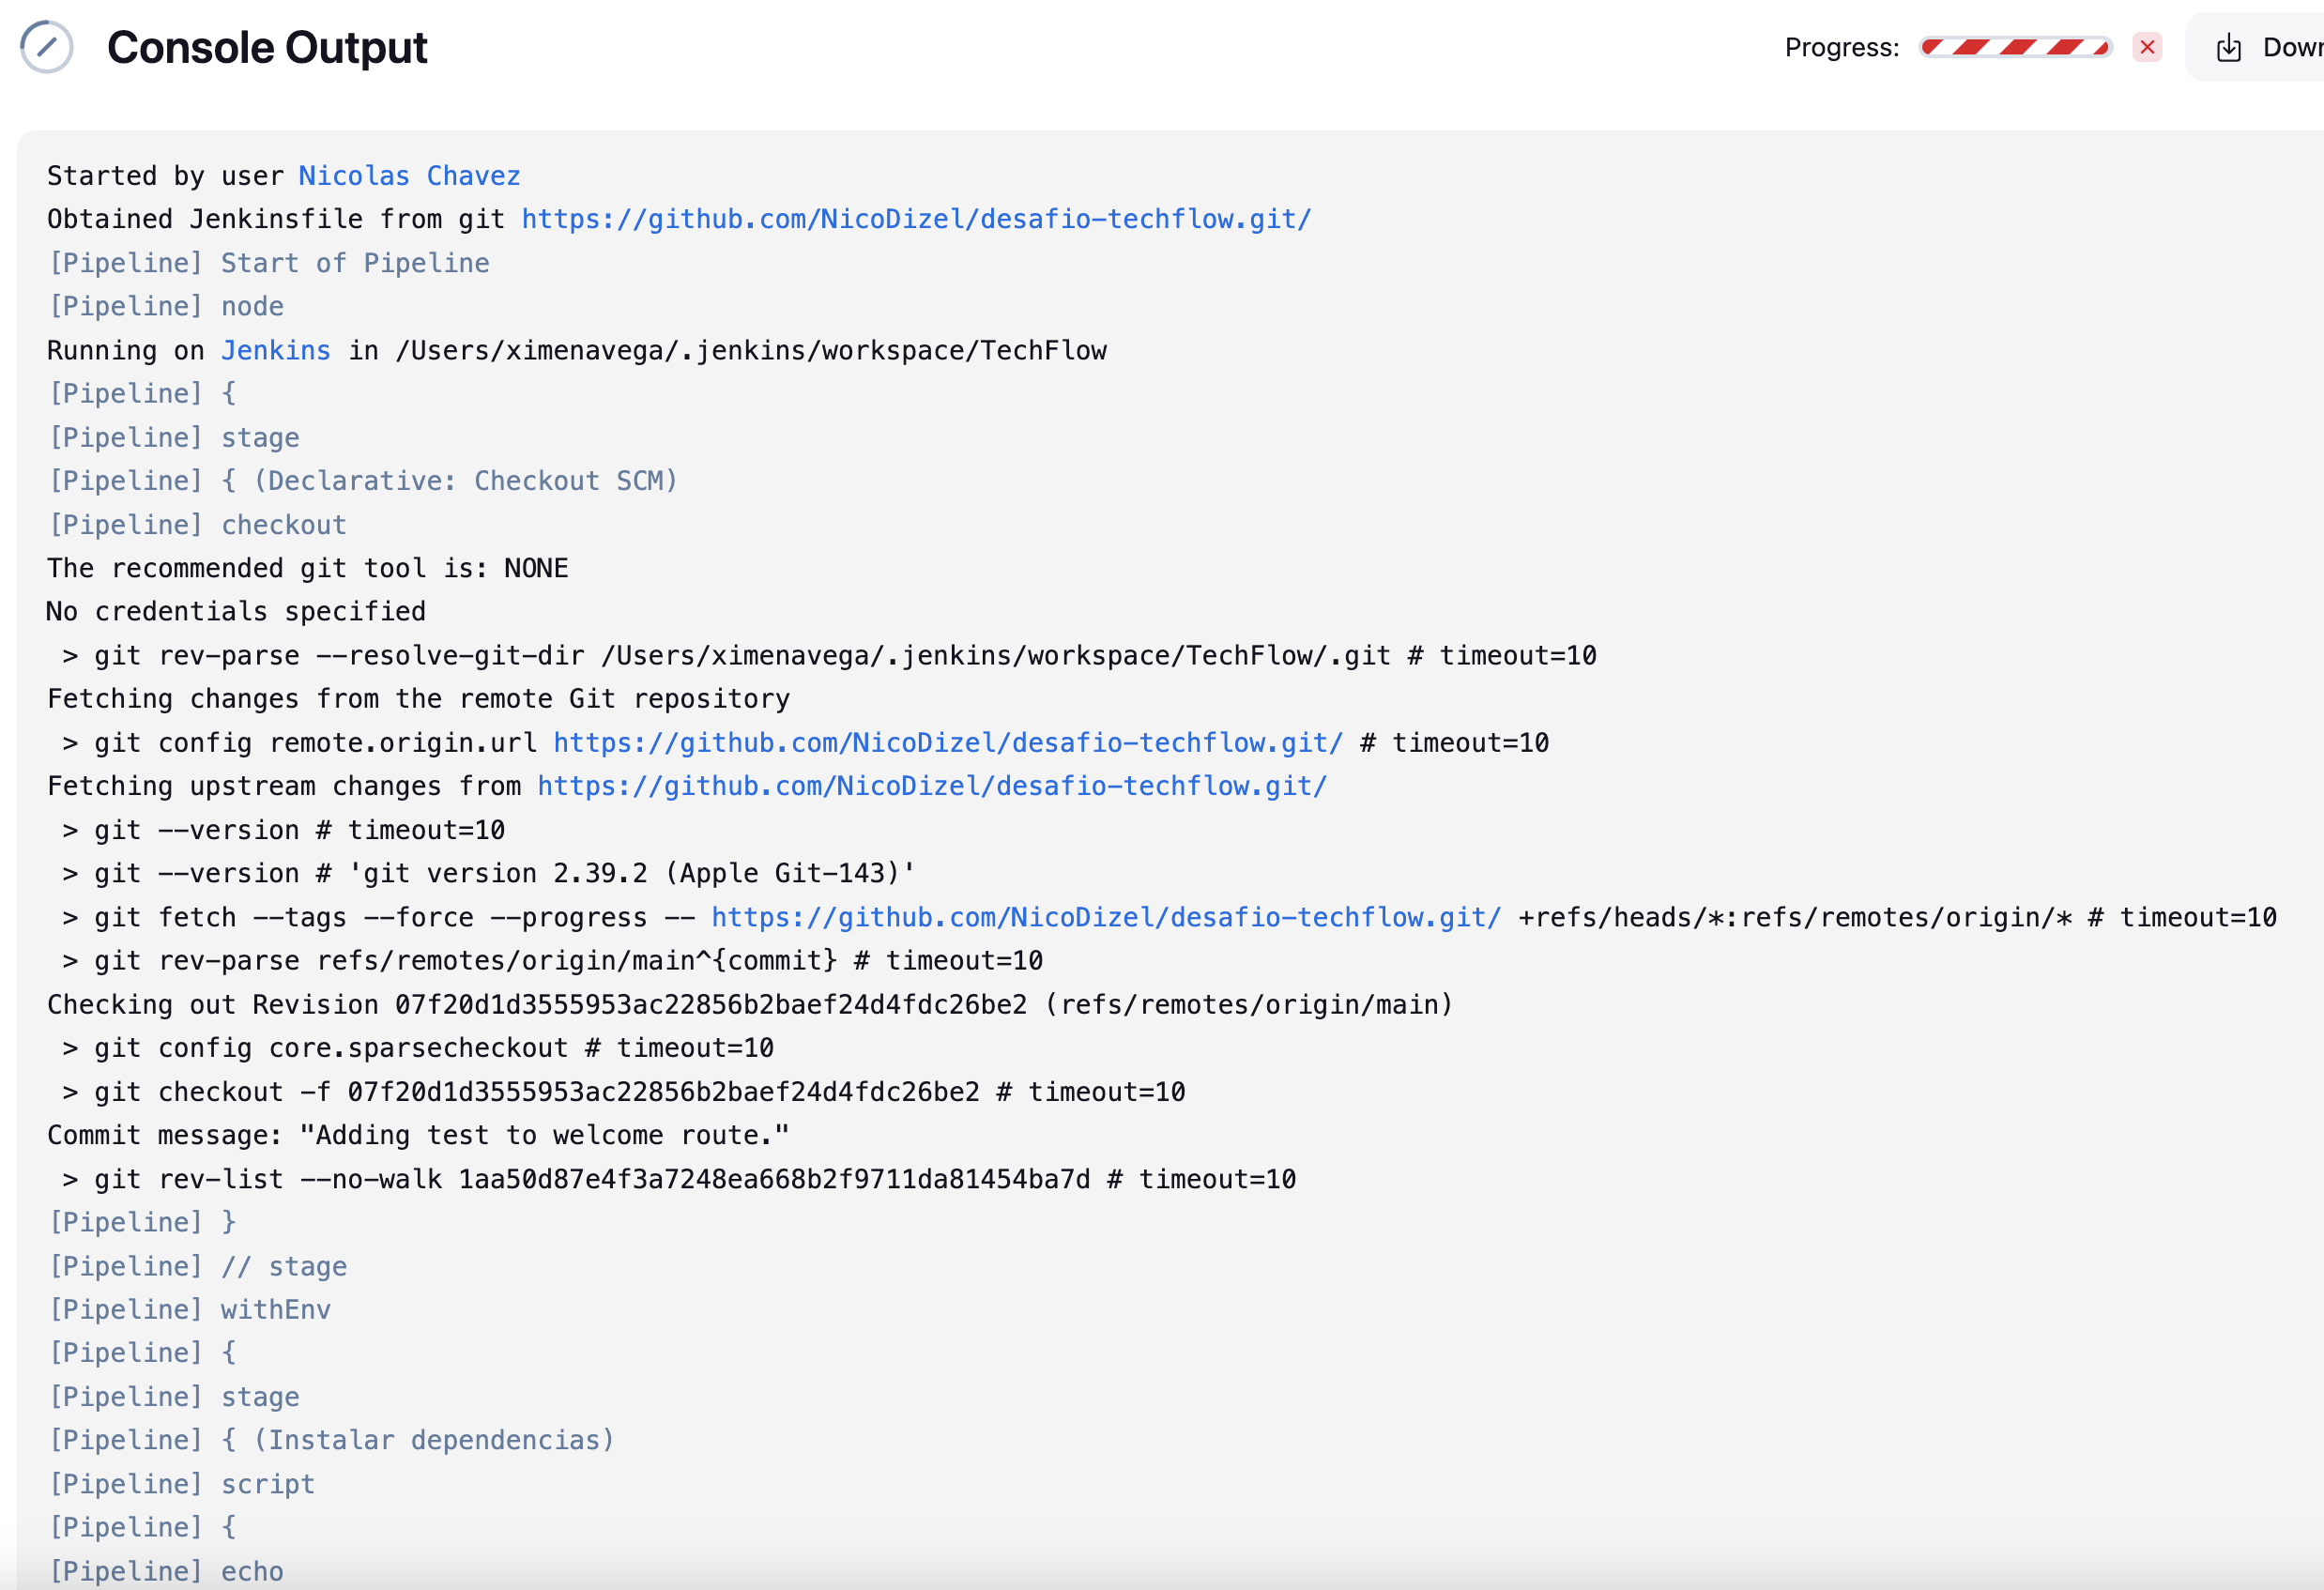 Console Output
Progress:
Started by user Nicolas Chavez
Obtained Jenkinsfile from git https://github.com/NicoDizel/desafio-techflow.git/
[Pipeline] Start of Pipeline
[Pipeline] node
Running on Jenkins in /Users/ximenavega/.jenkins/workspace/TechFlow
[Pipeline] {
[Pipeline] stage
[Pipeline] { (Declarative: Checkout SCM)
[Pipeline] checkout
The recommended git tool is: NONE
No credentials specified
 > git rev-parse --resolve-git-dir /Users/ximenavega/.jenkins/workspace/TechFlow/.git # timeout=10
Fetching changes from the remote Git repository
 > git config remote.origin.url https://github.com/NicoDizel/desafio-techflow.git/ # timeout=10
Fetching upstream changes from https://github.com/NicoDizel/desafio-techflow.git/
 > git --version # timeout=10
 > git --version # 'git version 2.39.2 (Apple Git-143)'
 > git fetch --tags --force --progress -- https://github.com/NicoDizel/desafio-techflow.git/ +refs/heads/*:refs/remotes/origin/* # timeout=10
 > git rev-parse refs/remotes/origin/main^{commit} # timeout=10
Checking out Revision 07f20d1d3555953ac22856b2baef24d4fdc26be2 (refs/remotes/origin/main)
 > git config core.sparsecheckout # timeout=10
 > git checkout -f 07f20d1d3555953ac22856b2baef24d4fdc26be2 # timeout=10
Commit message: "Adding test to welcome route."
 > git rev-list --no-walk 1aa50d87e4f3a7248ea668b2f9711da81454ba7d # timeout=10
[Pipeline] }
[Pipeline] // stage
[Pipeline] withEnv
[Pipeline] {
[Pipeline] stage
[Pipeline] { (Instalar dependencias)
[Pipeline] script
[Pipeline] {
[Pipeline] echo